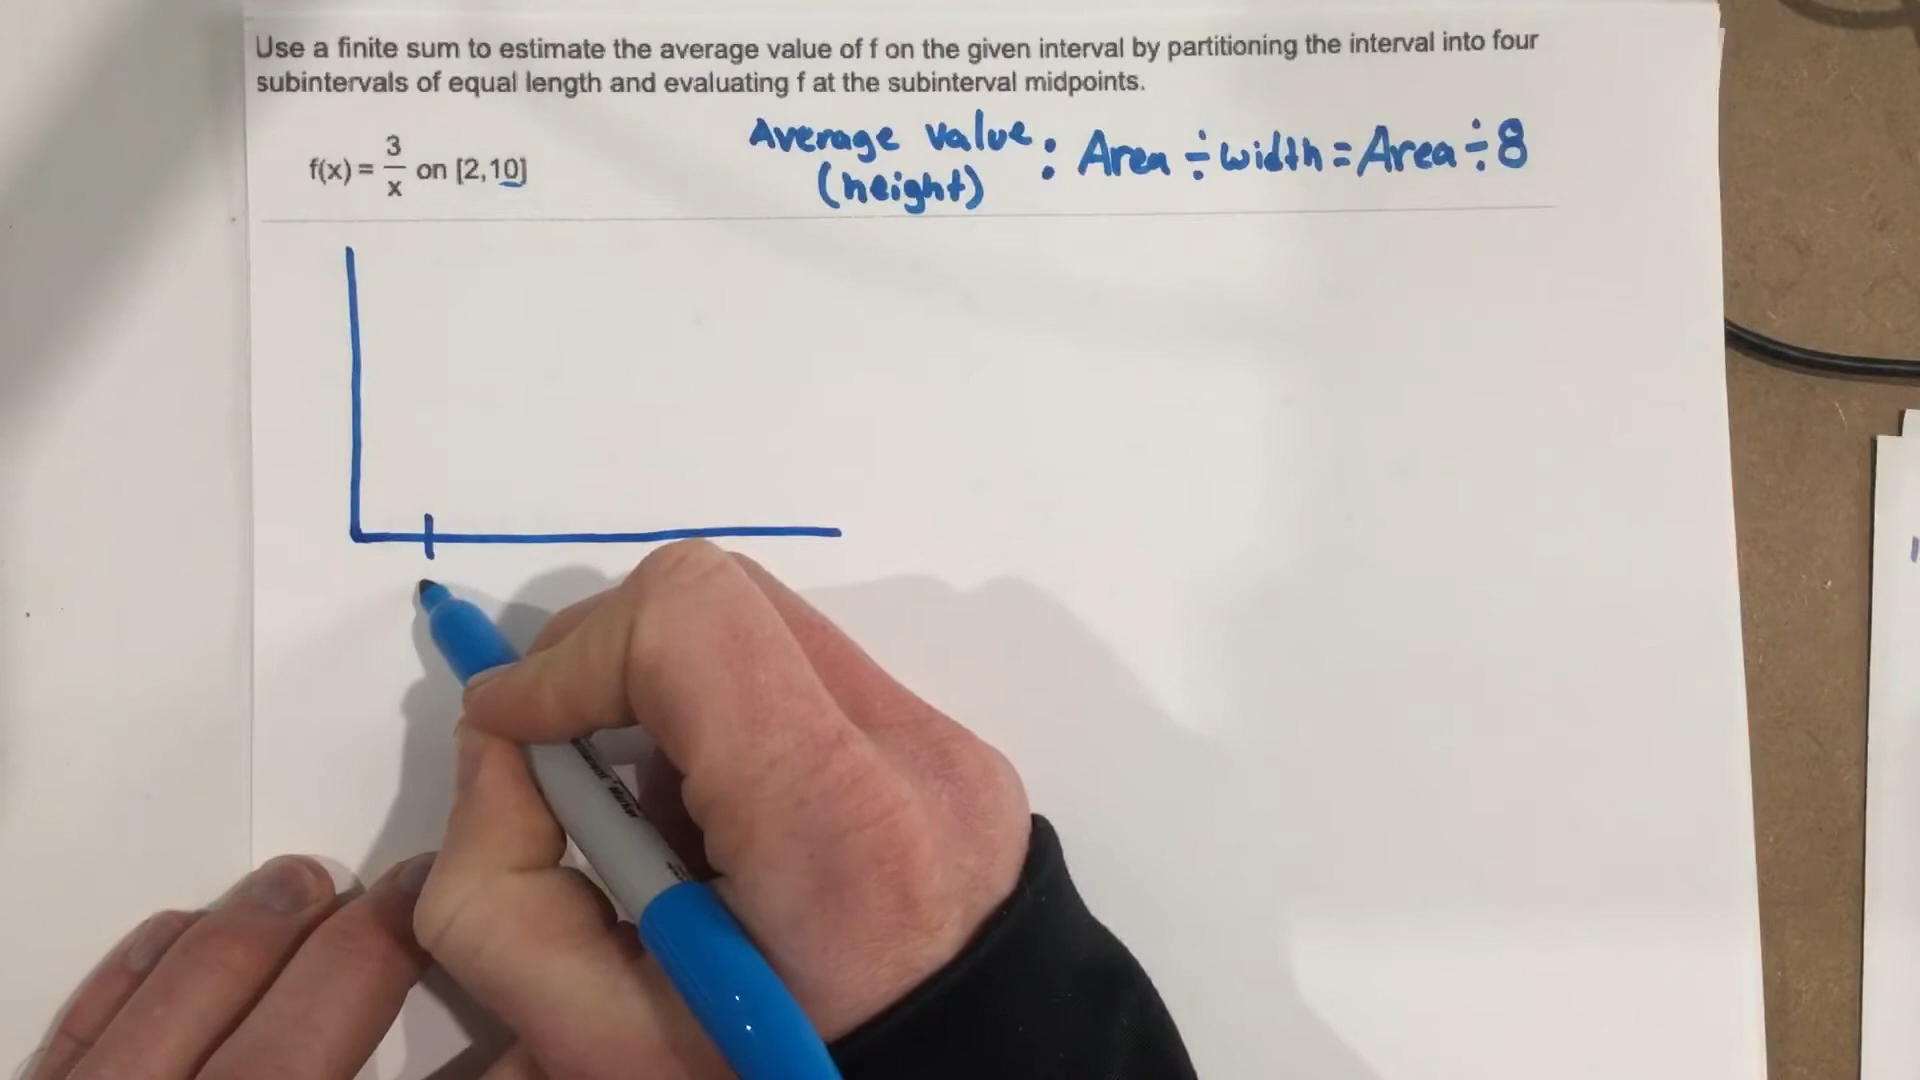 Use a finite sum to estimate the average value of f on the given interval by partitioning the interval into four
subintervals of equal length and evaluating f at the subinterval midpoints.
f(x) = 3/x on [2,10]
Average value : Area ÷ width = Area ÷ 8
(height)